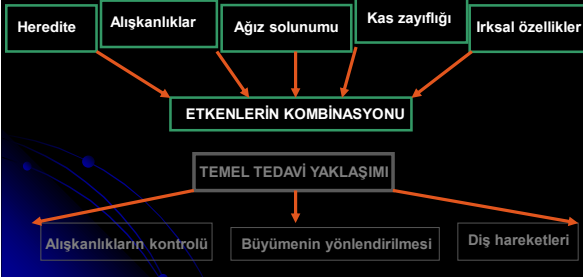 Heredite
Alışkanlıklar
Ağız solunumu
Kas zayıflığı
Irksal özellikler
ETKENLERİN KOMBİNASYONU
TEMEL TEDAVİ YAKLAŞIMI
Alışkanlıkların kontrolü
Büyümenin yönlendirilmesi
Diş hareketleri